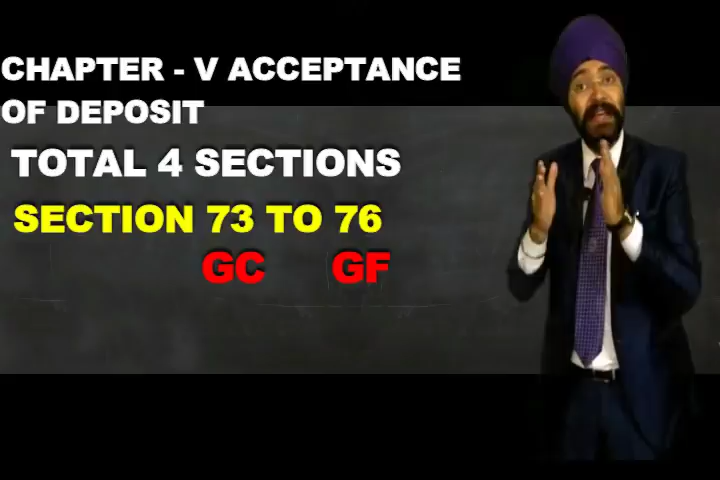 CHAPTER - V ACCEPTANCE
OF DEPOSIT
TOTAL 4 SECTIONS
SECTION 73 TO 76
GC GF